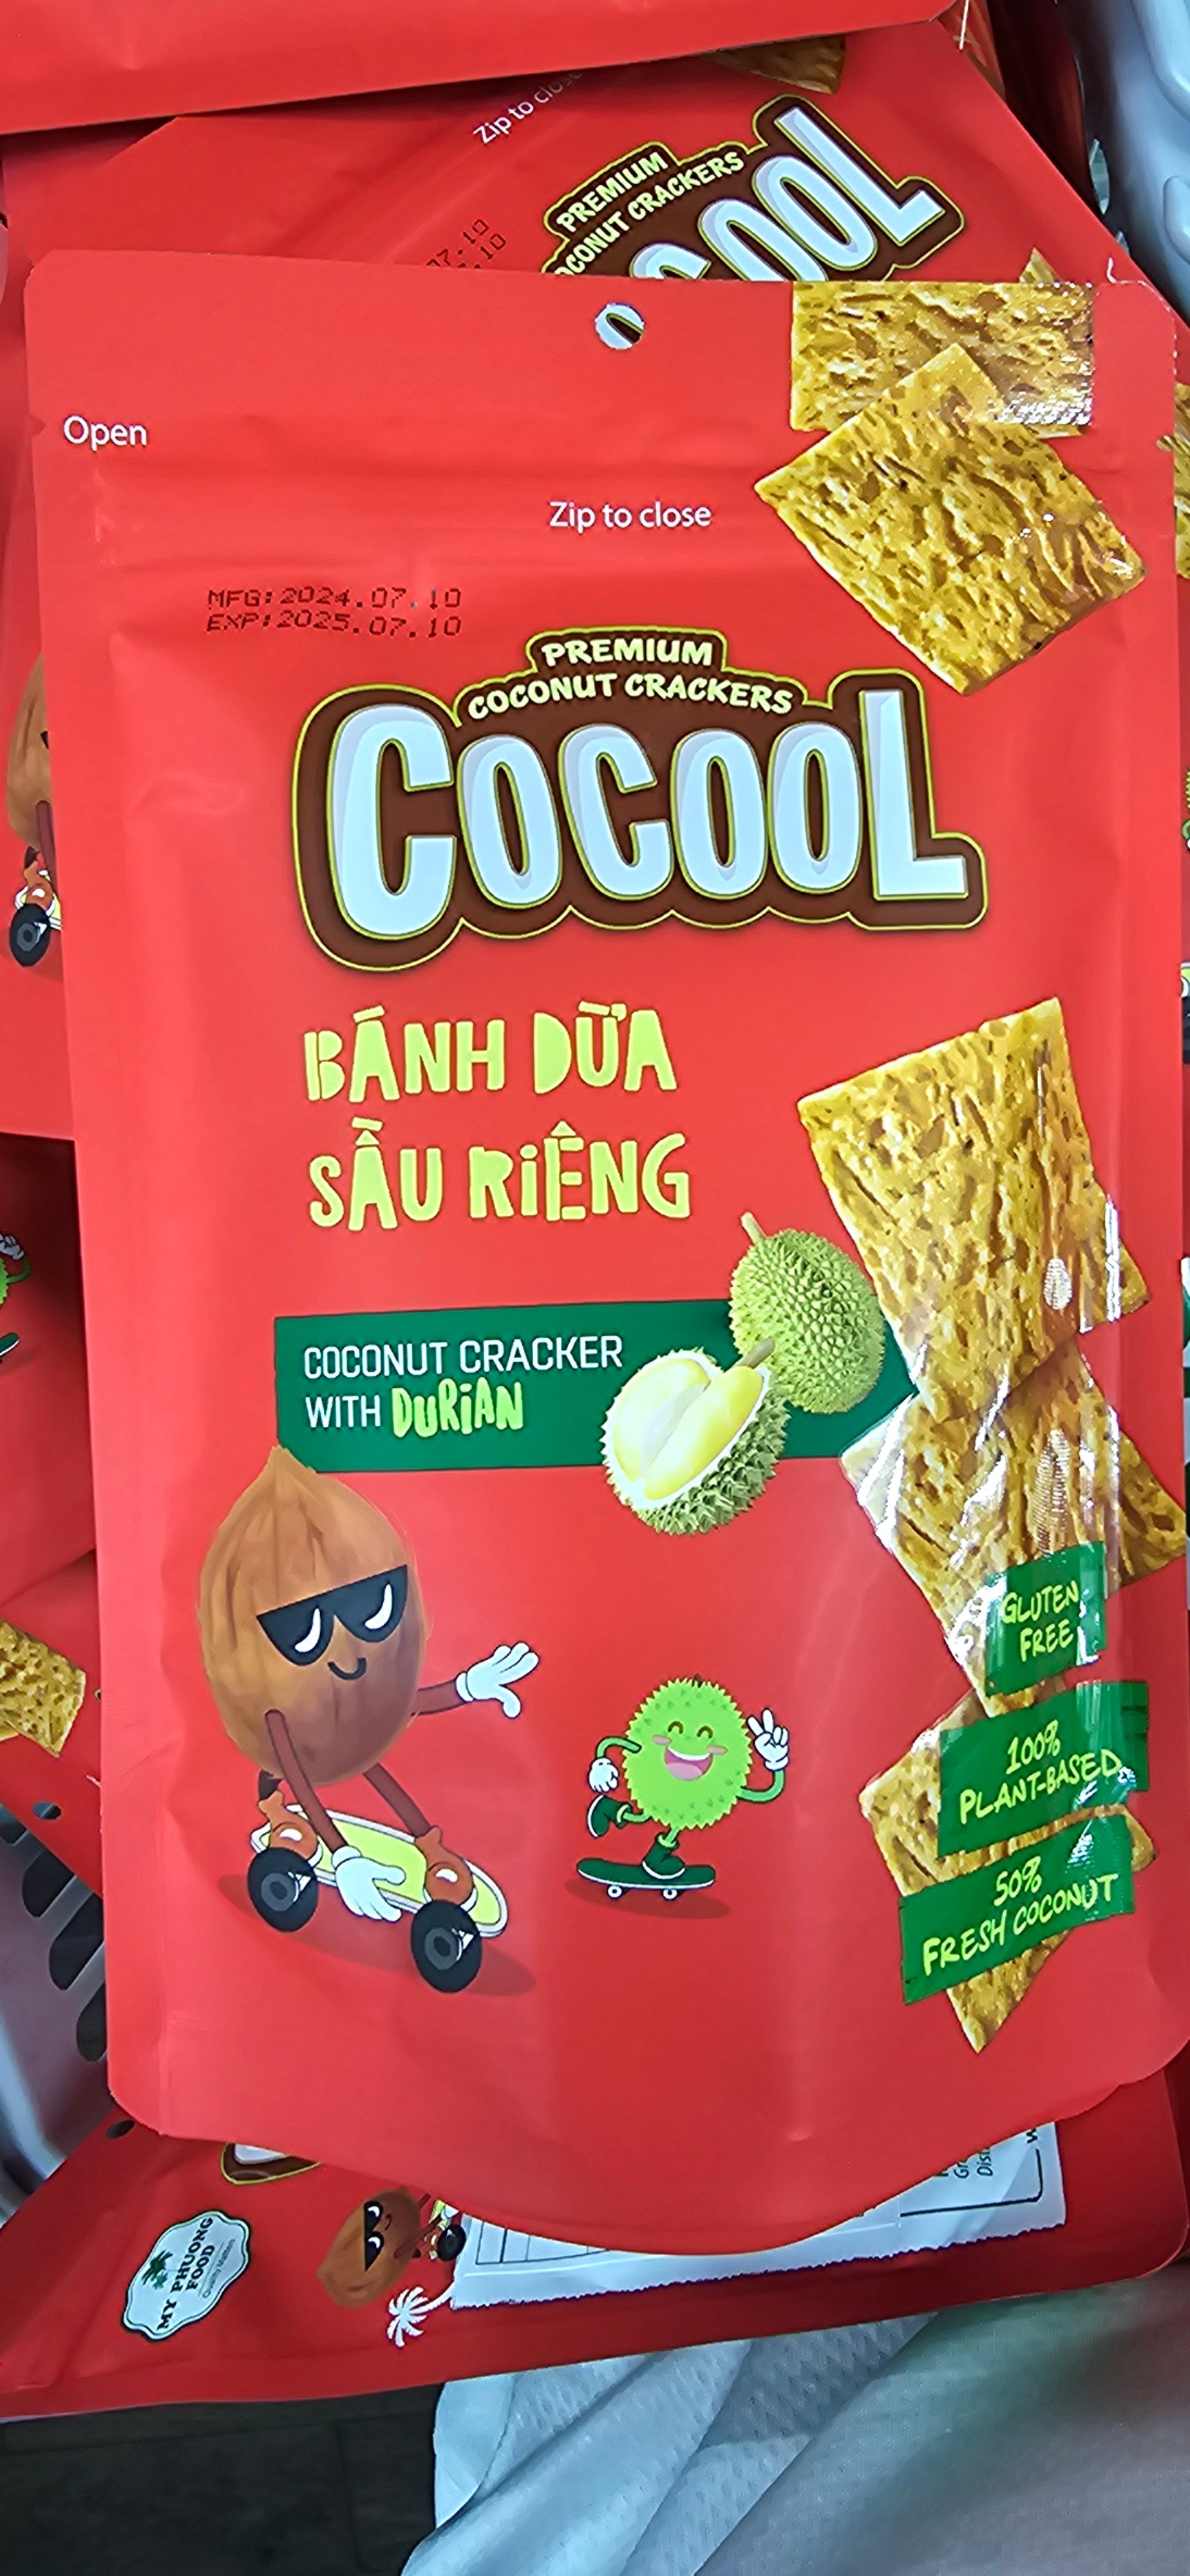 Zip to close
PREMIUM
COCONUT CRACKERS
Open
Zip to close
MFG:2024.07.10
EXP:2025.07.10
PREMIUM
COCONUT CRACKERS
COCOOL
BÁNH DỪA
SẦU RIÊNG
COCONUT CRACKER
WITH DURIAN
GLUTEN
FREE
100%
PLANT-BASED
50%
FRESH COCONUT
MY PHUONG
FOOD
Quality Matters